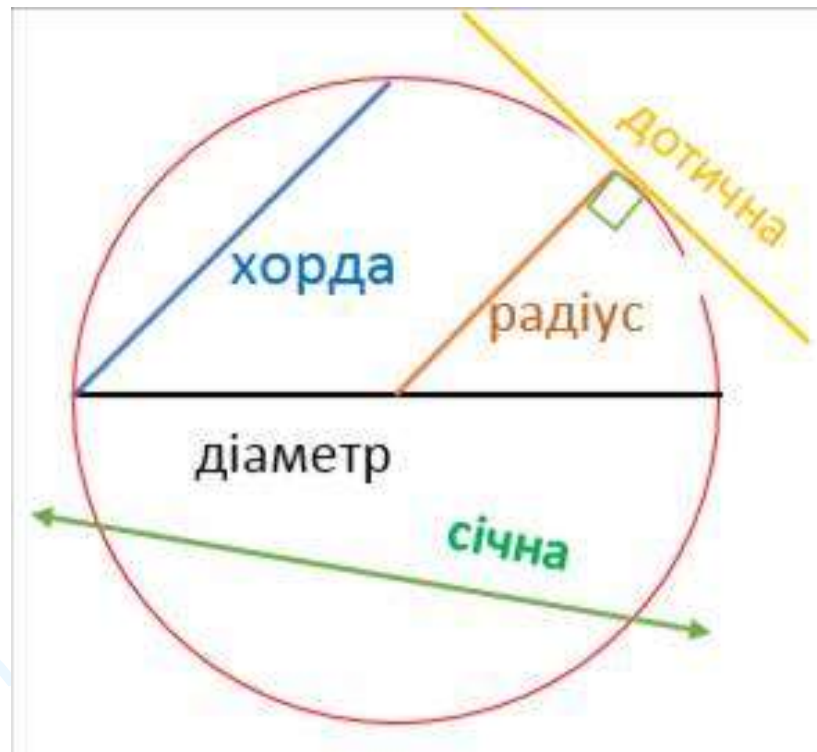 дотична
хорда
радіус
діаметр
січна